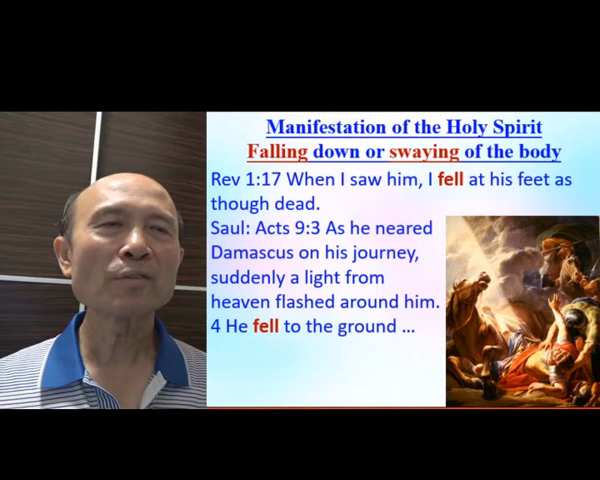 Manifestation of the Holy Spirit
Falling down or swaying of the body
Rev 1:17 When I saw him, I fell at his feet as
though dead.
Saul: Acts 9:3 As he neared
Damascus on his journey,
suddenly a light from
heaven flashed around him.
4 He fell to the ground ...